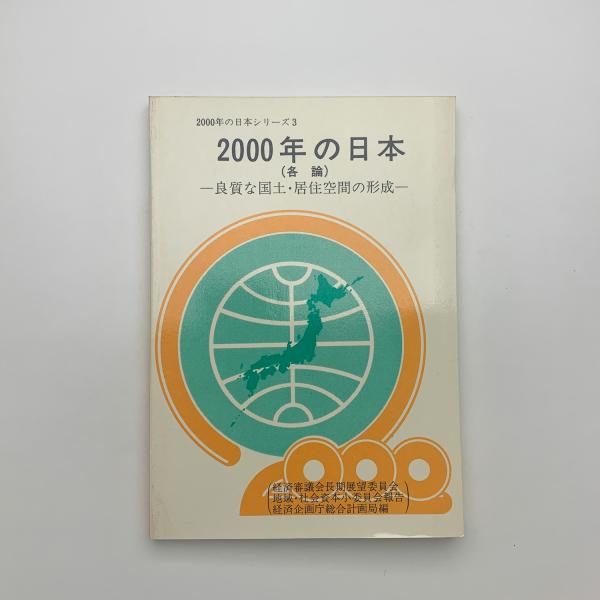 2000年の日本シリーズ3
2000年の日本
(各 論)
—良質な国土・居住空間の形成—
2000
(経済審議会長期展望委員会
地域・社会資本小委員会報告
経済企画庁総合計画局編)